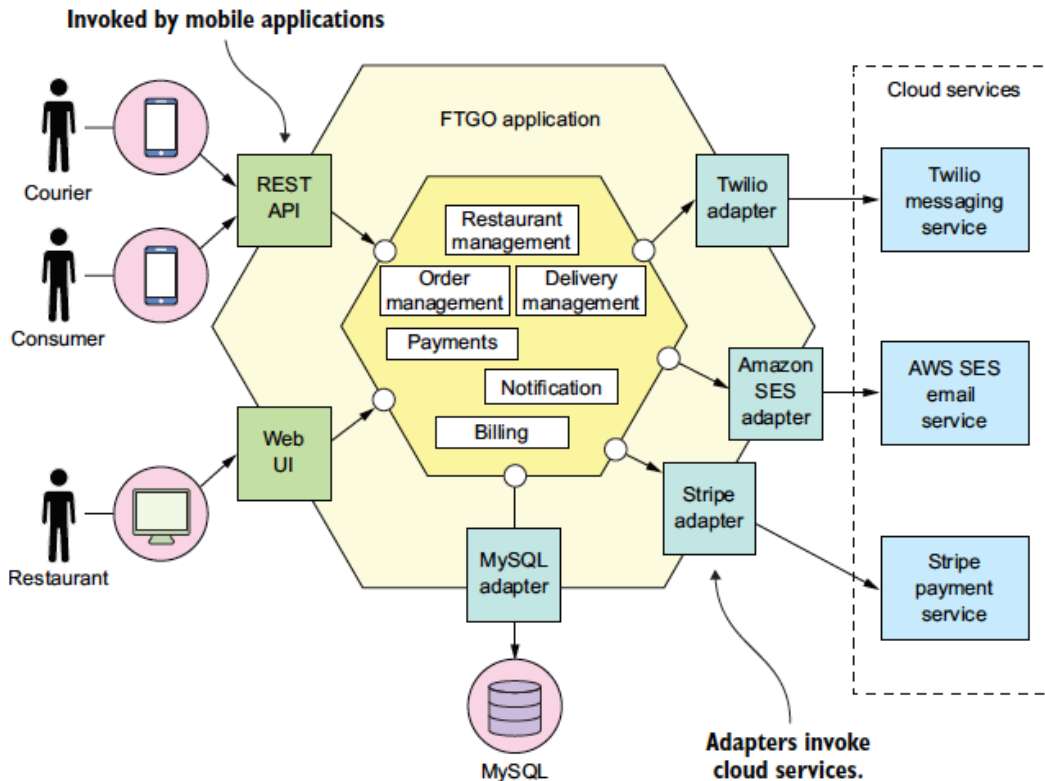 Invoked by mobile applications
Cloud services
FTGO application
Courier
REST
API
Twilio
adapter
Twilio
messaging
service
Restaurant
management
Order
management
Delivery
management
Consumer
Payments
Notification
Billing
Amazon
SES
adapter
AWS SES
email
service
Web
UI
Stripe
adapter
Restaurant
MySQL
adapter
Stripe
payment
service
MySQL
Adapters invoke
cloud services.